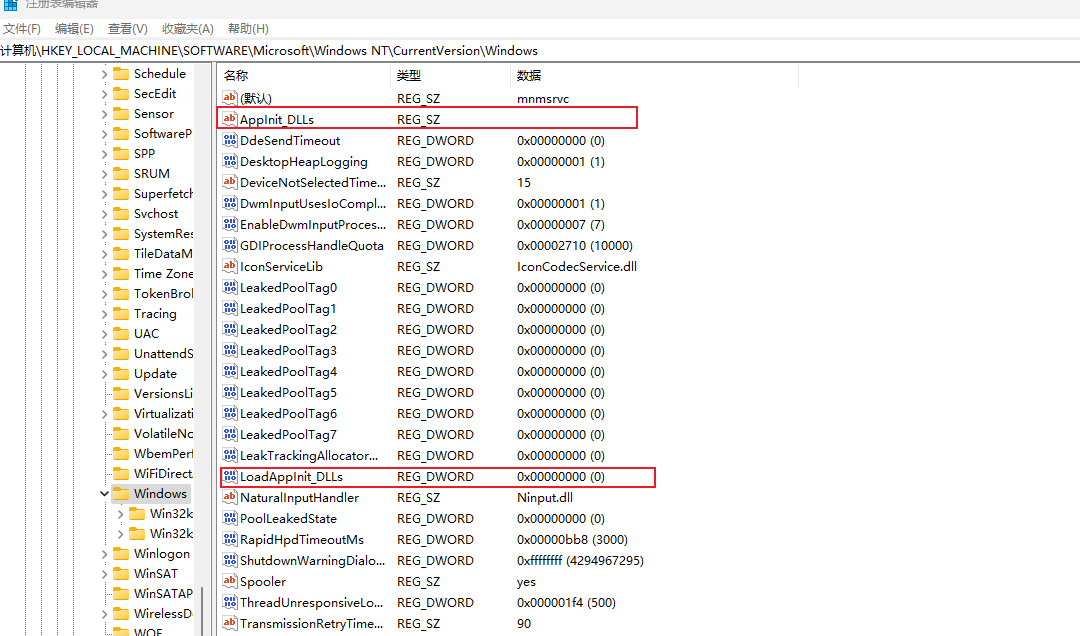 注册表编辑器
文件(F) 编辑(E) 查看(V) 收藏夹(A) 帮助(H)
计算机\HKEY_LOCAL_MACHINE\SOFTWARE\Microsoft\Windows NT\CurrentVersion\Windows
Schedule
SecEdit
Sensor
SoftwareP
SPP
SRUM
Superfetch
Svchost
SystemRes
TileDataM
Time Zone
TokenBrol
Tracing
UAC
UnattendS
Update
VersionsLi
Virtualizati
VolatileNo
WbemPerf
WiFiDirect
Windows
Win32k
Win32k
Winlogon
WinSAT
WinSATAP
WirelessD
WOF
名称 类型 数据
(默认) REG_SZ mnmsrvc
AppInit_DLLs REG_SZ
DdeSendTimeout REG_DWORD 0x00000000 (0)
DesktopHeapLogging REG_DWORD 0x00000001 (1)
DeviceNotSelectedTime... REG_SZ 15
DwmInputUsesIoCompl... REG_DWORD 0x00000001 (1)
EnableDwmInputProces... REG_DWORD 0x00000007 (7)
GDIProcessHandleQuota REG_DWORD 0x00002710 (10000)
IconServiceLib REG_SZ IconCodecService.dll
LeakedPoolTag0 REG_DWORD 0x00000000 (0)
LeakedPoolTag1 REG_DWORD 0x00000000 (0)
LeakedPoolTag2 REG_DWORD 0x00000000 (0)
LeakedPoolTag3 REG_DWORD 0x00000000 (0)
LeakedPoolTag4 REG_DWORD 0x00000000 (0)
LeakedPoolTag5 REG_DWORD 0x00000000 (0)
LeakedPoolTag6 REG_DWORD 0x00000000 (0)
LeakedPoolTag7 REG_DWORD 0x00000000 (0)
LeakTrackingAllocator... REG_DWORD 0x00000000 (0)
LoadAppInit_DLLs REG_DWORD 0x00000000 (0)
NaturalInputHandler REG_SZ Ninput.dll
PoolLeakedState REG_DWORD 0x00000000 (0)
RapidHpdTimeoutMs REG_DWORD 0x00000bb8 (3000)
ShutdownWarningDialo... REG_DWORD 0xffffffff (4294967295)
Spooler REG_SZ yes
ThreadUnresponsiveLo... REG_DWORD 0x000001f4 (500)
TransmissionRetryTime... REG_SZ 90